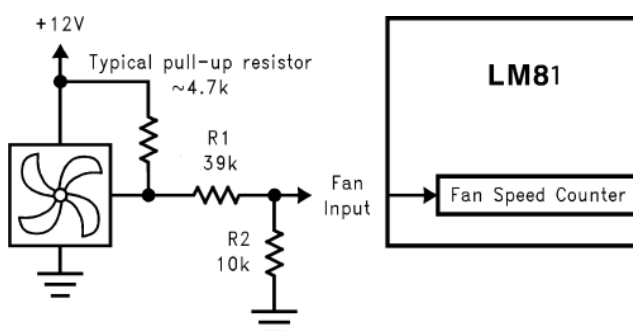 +12V
Typical pull-up resistor
~4.7k
LM81
R1
39k
Fan
Input
Fan Speed Counter
R2
10k